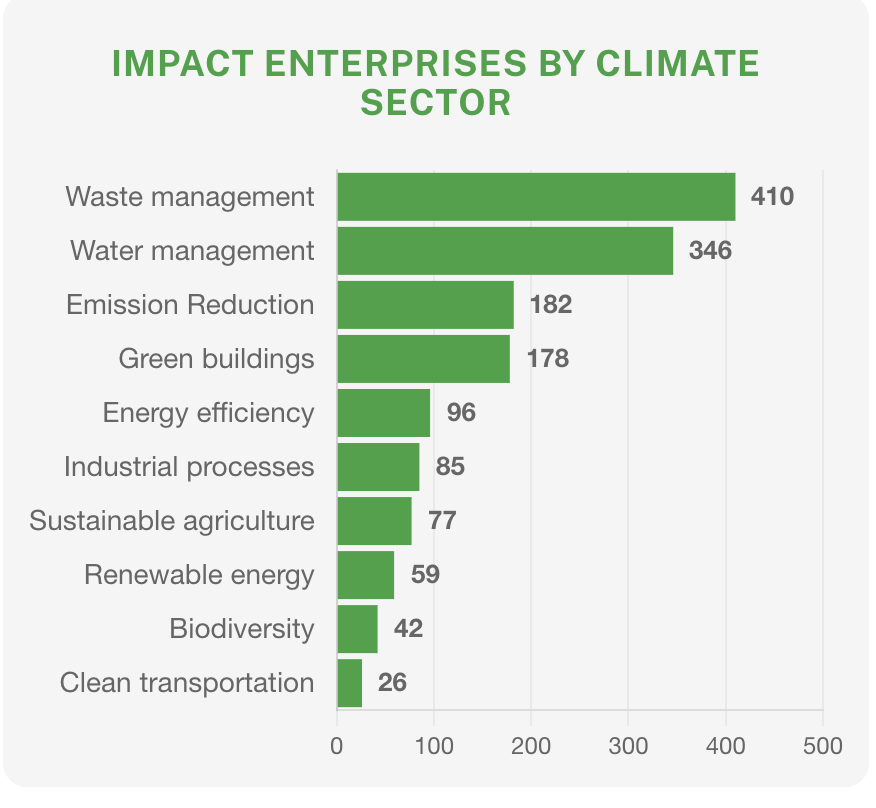 IMPACT ENTERPRISES BY CLIMATE
SECTOR
Waste management 410
Water management 346
Emission Reduction 182
Green buildings 178
Energy efficiency 96
Industrial processes 85
Sustainable agriculture 77
Renewable energy 59
Biodiversity 42
Clean transportation 26
0 100 200 300 400 500